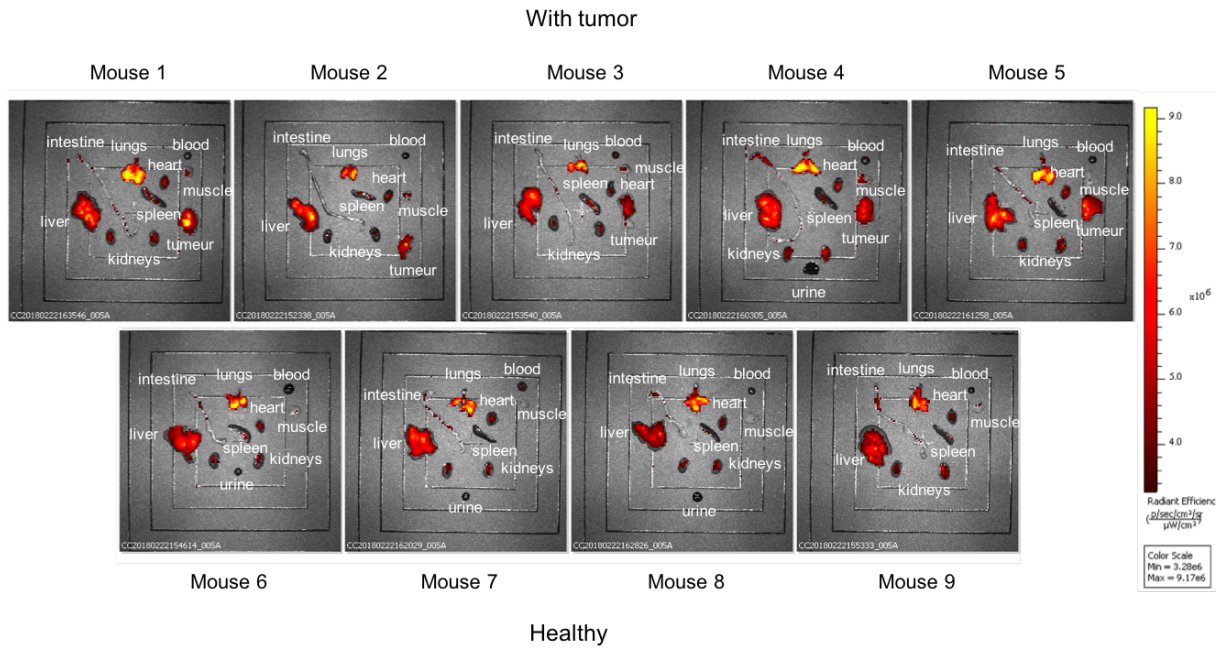 With tumor
Mouse 1
Mouse 2
Mouse 3
Mouse 4
Mouse 5
intestine
lungs
blood
heart
muscle
spleen
liver
tumeur
kidneys
CC20180222163546_005A
intestine
blood
lungs
heart
spleen
muscle
liver
kidneys
tumeur
CC20180222152338_005A
intestine
lungs
blood
muscle
spleen
heart
liver
tumeur
kidneys
CC20180222153540_005A
intestine
lungs
blood
heart
muscle
spleen
liver
tumeur
kidneys
urine
CC20180222160305_005A
intestine
lungs
blood
heart
muscle
spleen
liver
tumeur
kidneys
CC20180222161258_005A
intestine
lungs
blood
heart
muscle
liver
spleen
kidneys
urine
CC20180222154614_005A
lungs
blood
intestine
heart
muscle
liver
spleen
kidneys
urine
CC20180222162029_005A
intestine
lungs
blood
heart
liver
muscle
spleen
kidneys
urine
CC20180222162826_005A
intestine
lungs
blood
heart
muscle
liver
spleen
kidneys
CC20180222155333_005A
9.0
8.0
7.0
x10⁶
6.0
5.0
4.0
Radiant Efficienc
(p/sec/cm²/sr
µW/cm²)
Color Scale
Min = 3.28e6
Max = 9.17e6
Mouse 6
Mouse 7
Mouse 8
Mouse 9
Healthy